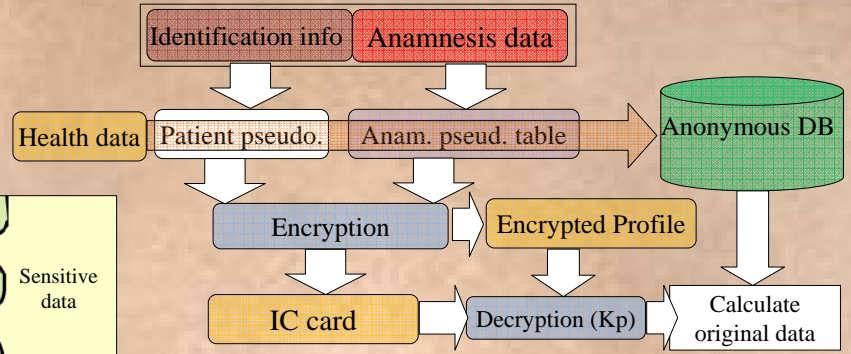 Identification info
Anamnesis data
Health data
Patient pseudo.
Anam. pseud. table
Anonymous DB
Encryption
Encrypted Profile
Sensitive
data
IC card
Decryption (Kp)
Calculate
original data